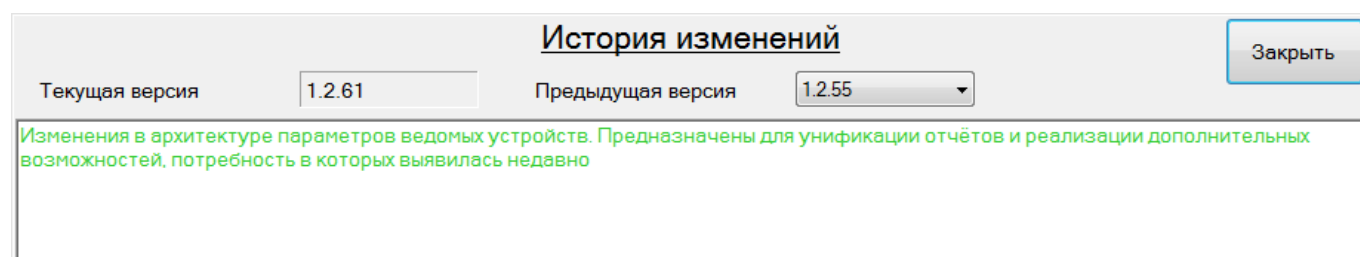 История изменений
Закрыть
Текущая версия 1.2.61 Предыдущая версия 1.2.55
Изменения в архитектуре параметров ведомых устройств. Предназначены для унификации отчётов и реализации дополнительных
возможностей, потребность в которых выявилась недавно